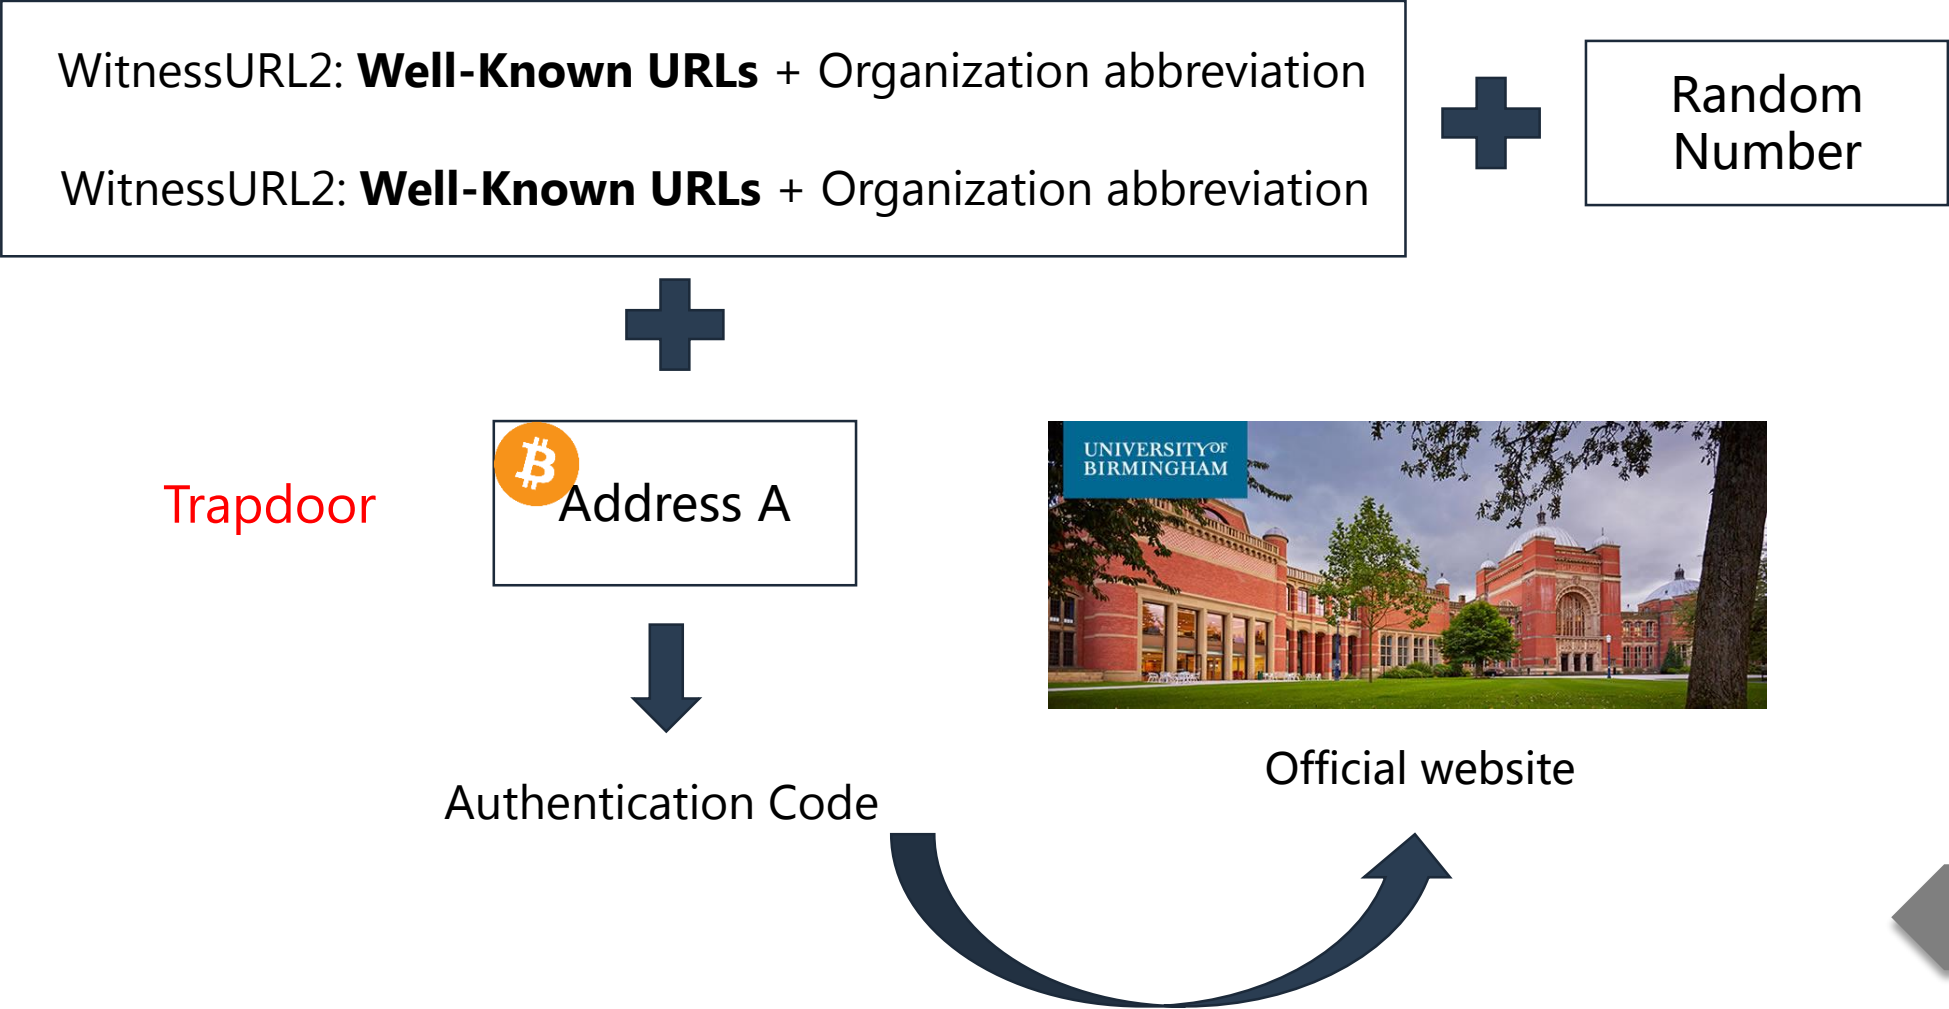 WitnessURL2: Well-Known URLs + Organization abbreviation
WitnessURL2: Well-Known URLs + Organization abbreviation
Random
Number
Trapdoor
Address A
UNIVERSITY OF
BIRMINGHAM
Official website
Authentication Code